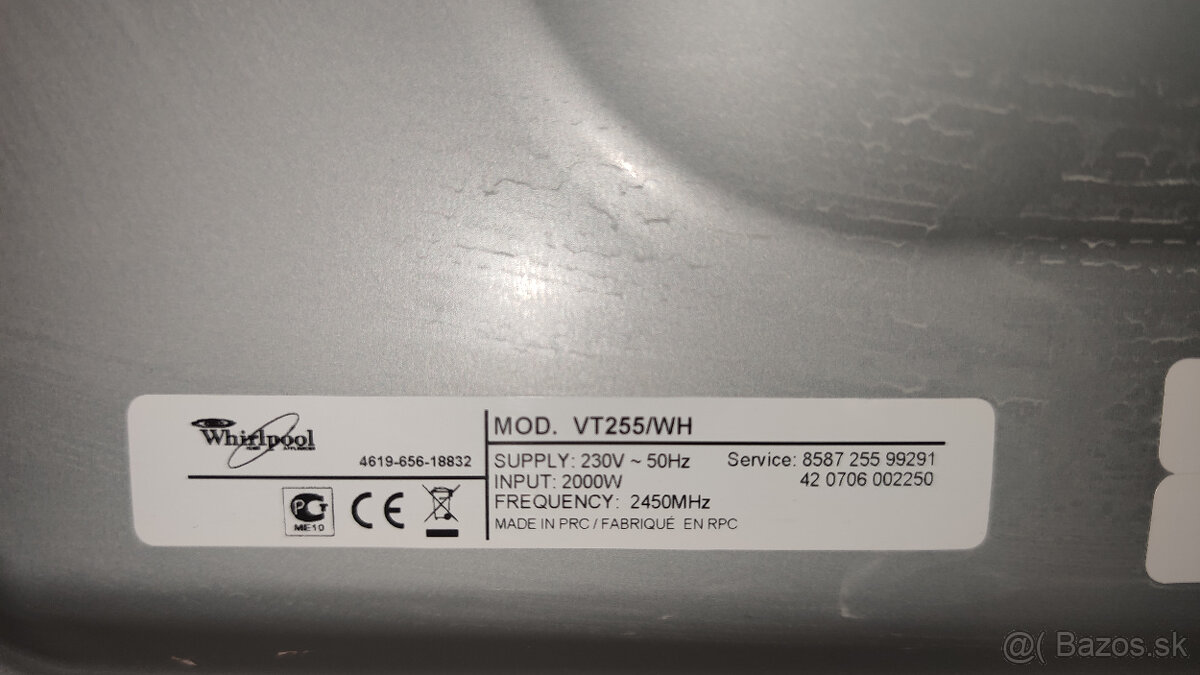 Whirlpool
4619-656-18832
PCT
ME10
CE
MOD. VT255/WH
SUPPLY: 230V ~ 50Hz
INPUT: 2000W
FREQUENCY: 2450MHz
MADE IN PRC / FABRIQUÉ EN RPC
Service: 8587 255 99291
42 0706 002250
@( Bazos.sk